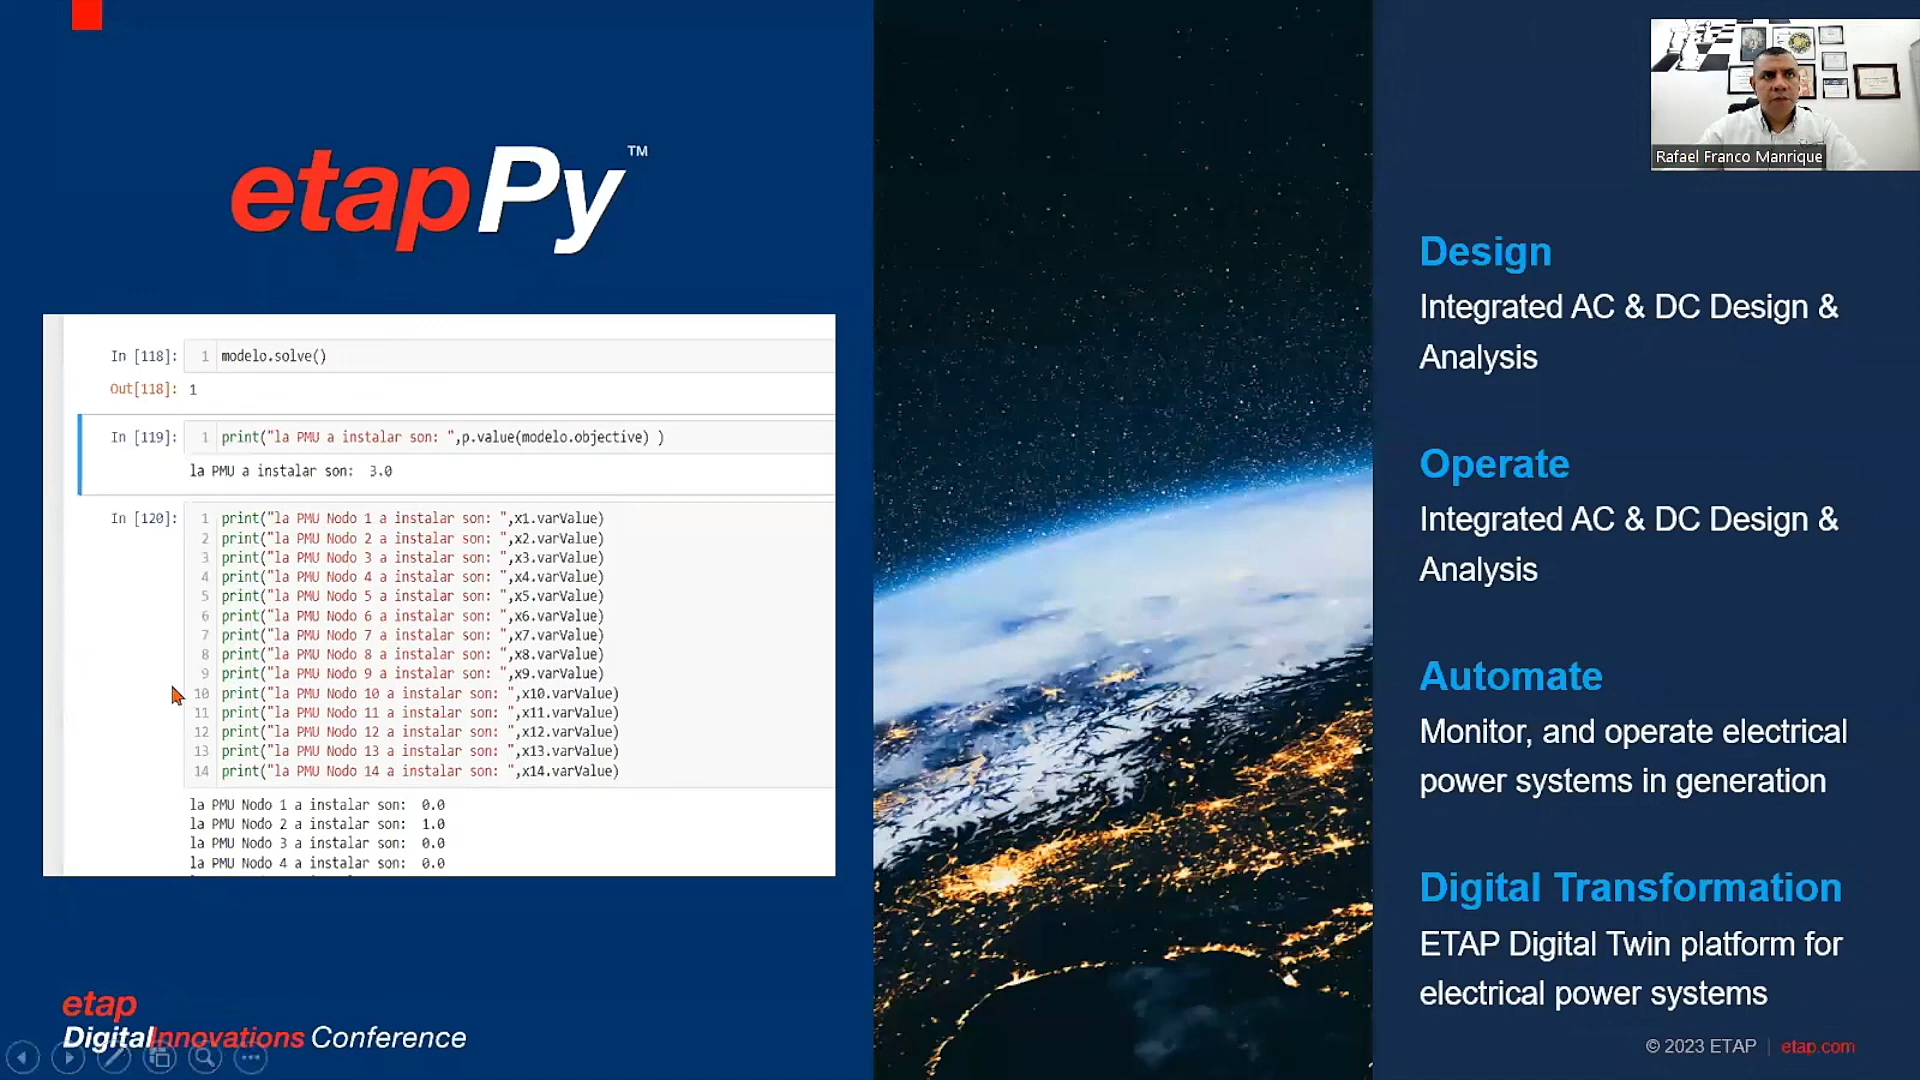 etapPy™
In [118]: 1 modelo.solve()
Out[118]: 1
In [119]: 1 print("la PMU a instalar son: ",p.value(modelo.objective) )
la PMU a instalar son:  3.0
In [120]: 1 print("la PMU Nodo 1 a instalar son: ",x1.varValue)
2 print("la PMU Nodo 2 a instalar son: ",x2.varValue)
3 print("la PMU Nodo 3 a instalar son: ",x3.varValue)
4 print("la PMU Nodo 4 a instalar son: ",x4.varValue)
5 print("la PMU Nodo 5 a instalar son: ",x5.varValue)
6 print("la PMU Nodo 6 a instalar son: ",x6.varValue)
7 print("la PMU Nodo 7 a instalar son: ",x7.varValue)
8 print("la PMU Nodo 8 a instalar son: ",x8.varValue)
9 print("la PMU Nodo 9 a instalar son: ",x9.varValue)
10 print("la PMU Nodo 10 a instalar son: ",x10.varValue)
11 print("la PMU Nodo 11 a instalar son: ",x11.varValue)
12 print("la PMU Nodo 12 a instalar son: ",x12.varValue)
13 print("la PMU Nodo 13 a instalar son: ",x13.varValue)
14 print("la PMU Nodo 14 a instalar son: ",x14.varValue)
la PMU Nodo 1 a instalar son:  0.0
la PMU Nodo 2 a instalar son:  1.0
la PMU Nodo 3 a instalar son:  0.0
la PMU Nodo 4 a instalar son:  0.0
etap
DigitalInnovations Conference
Rafael Franco Manrique
Design
Integrated AC & DC Design &
Analysis
Operate
Integrated AC & DC Design &
Analysis
Automate
Monitor, and operate electrical
power systems in generation
Digital Transformation
ETAP Digital Twin platform for
electrical power systems
© 2023 ETAP | etap.com